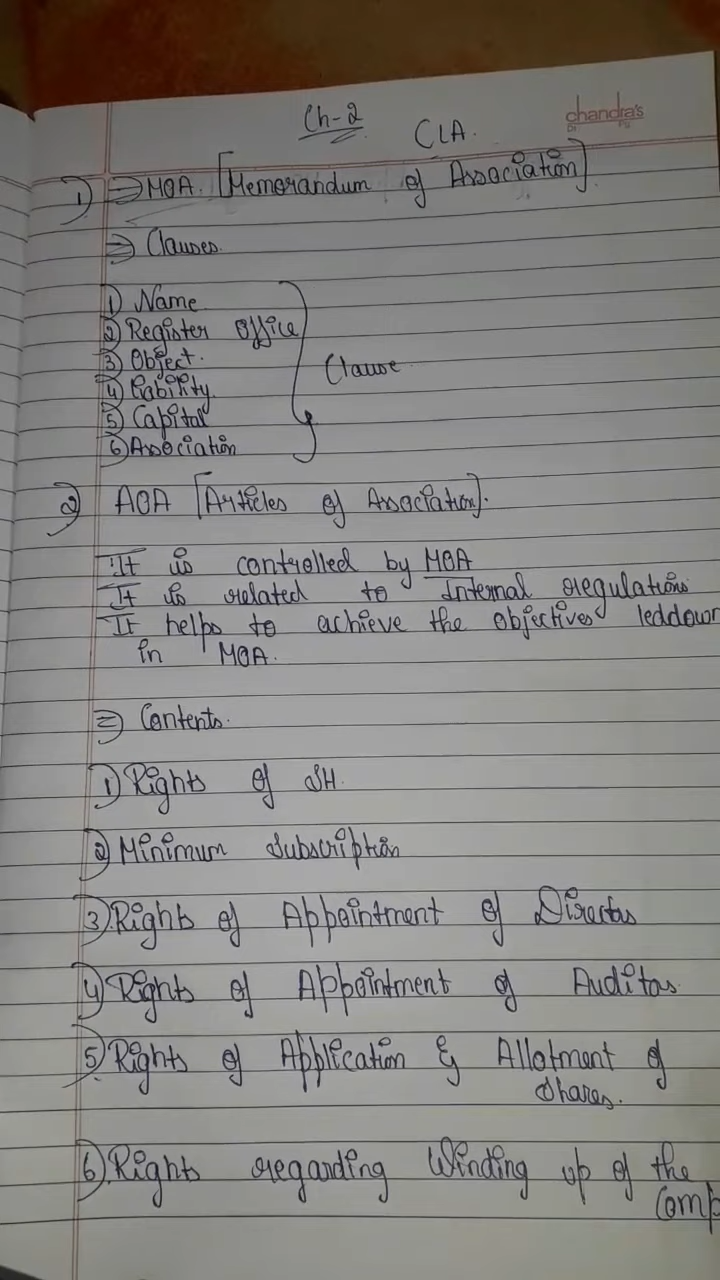 Ch-2
chandra's
CLA.
1) ⇒ MOA. [Memorandum of Association]
⇒ Clauses.
1) Name
2) Register office
3) Object.
4) Liability.
5) Capital
6) Association
Clause
2) AOA [Articles of Association].
It is controlled by MOA
It is related to Internal regulations
It helps to achieve the objectives leddown
in MOA.
⇒ Contents.
1) Rights of SH.
2) Minimum Subscription
3) Rights of Appointment of Directors
4) Rights of Appointment of Auditors.
5) Rights of Application & Allotment of
Shares.
6) Rights regarding Winding up of the
Comp